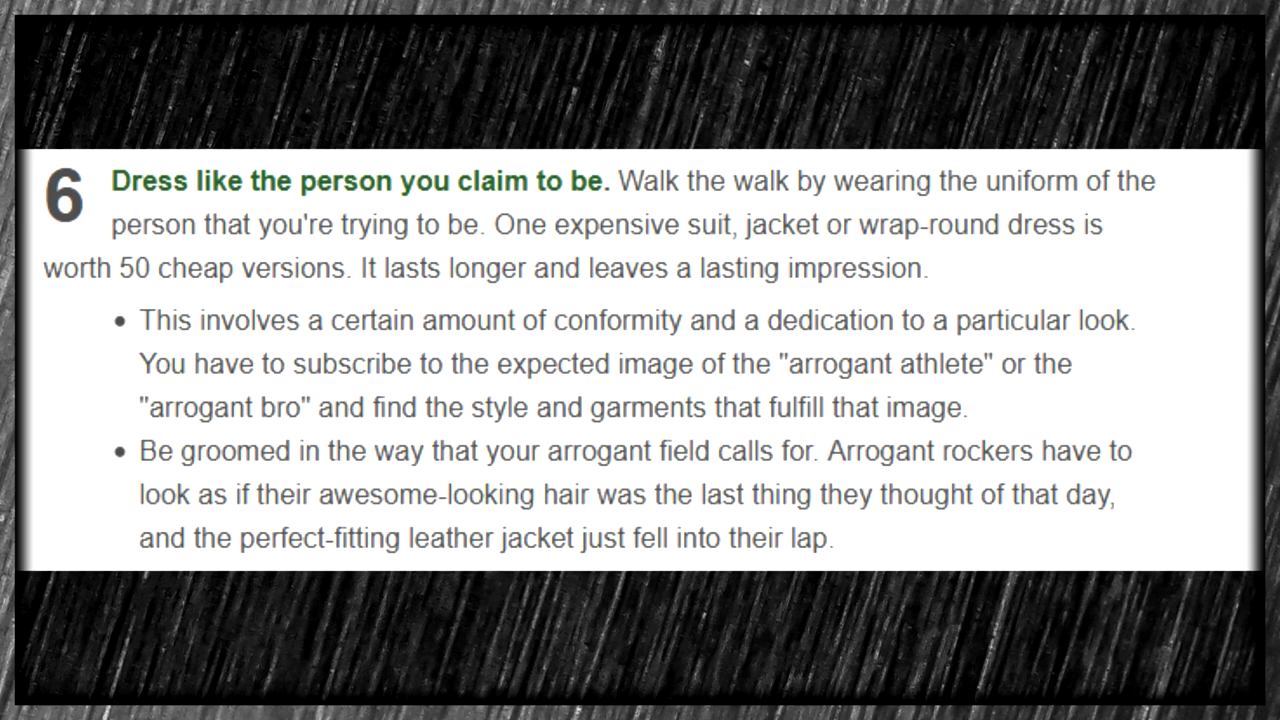 6 Dress like the person you claim to be. Walk the walk by wearing the uniform of the
person that you're trying to be. One expensive suit, jacket or wrap-round dress is
worth 50 cheap versions. It lasts longer and leaves a lasting impression.
• This involves a certain amount of conformity and a dedication to a particular look.
You have to subscribe to the expected image of the "arrogant athlete" or the
"arrogant bro" and find the style and garments that fulfill that image.
• Be groomed in the way that your arrogant field calls for. Arrogant rockers have to
look as if their awesome-looking hair was the last thing they thought of that day,
and the perfect-fitting leather jacket just fell into their lap.